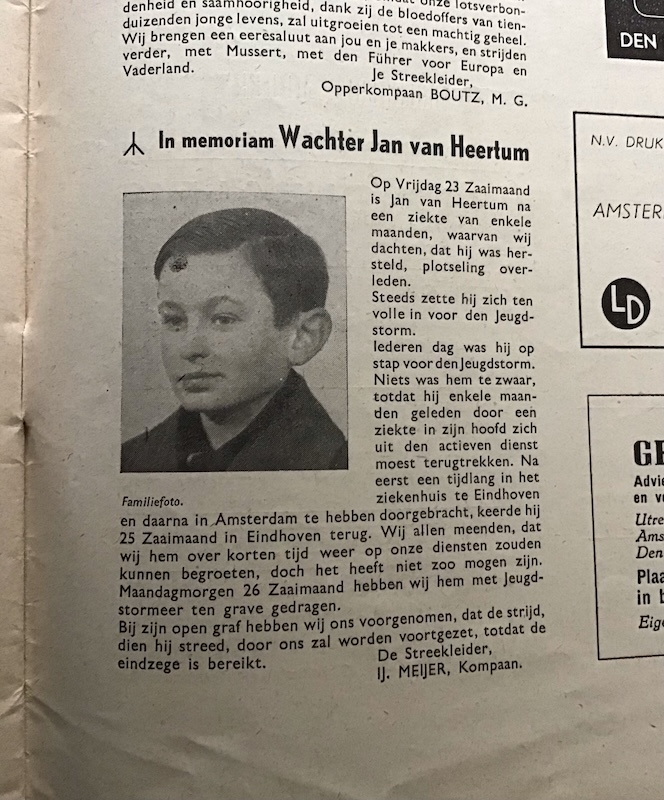 denheid en saamhoorigheid, dank zij de bloedoffers van tien-
duizenden jonge levens, zal uitgroeien tot een machtig geheel.
Wij brengen een eeresaluut aan jou en je makkers, en strijden
verder, met Mussert, met den Führer voor Europa en
Vaderland.
Je Streekleider,
Opperkompaan BOUTZ, M. G.
In memoriam Wachter Jan van Heertum
Op Vrijdag 23 Zaaimaand
is Jan van Heertum na
een ziekte van enkele
maanden, waarvan wij
dachten, dat hij was her-
steld, plotseling over-
leden.
Steeds zette hij zich ten
volle in voor den Jeugd-
storm.
Iederen dag was hij op
stap voor den Jeugdstorm.
Niets was hem te zwaar,
totdat hij enkele maan-
den geleden door een
ziekte in zijn hoofd zich
uit den actieven dienst
moest terugtrekken. Na
eerst een tijdlang in het
ziekenhuis te Eindhoven
Familiefoto.
en daarna in Amsterdam te hebben doorgebracht, keerde hij
25 Zaaimaand in Eindhoven terug. Wij allen meenden, dat
wij hem over korten tijd weer op onze diensten zouden
kunnen begroeten, doch het heeft niet zoo mogen zijn.
Maandagmorgen 26 Zaaimaand hebben wij hem met Jeugd-
stormeer ten grave gedragen.
Bij zijn open graf hebben wij ons voorgenomen, dat de strijd,
dien hij streed, door ons zal worden voortgezet, totdat de
eindzege is bereikt.
De Streekleider,
IJ. MEIJER, Kompaan.
DEN
N.V. DRUK
AMSTER
LD
GE
Advie
en v
Utre
Ams
Den
Plaa
in b
Eige